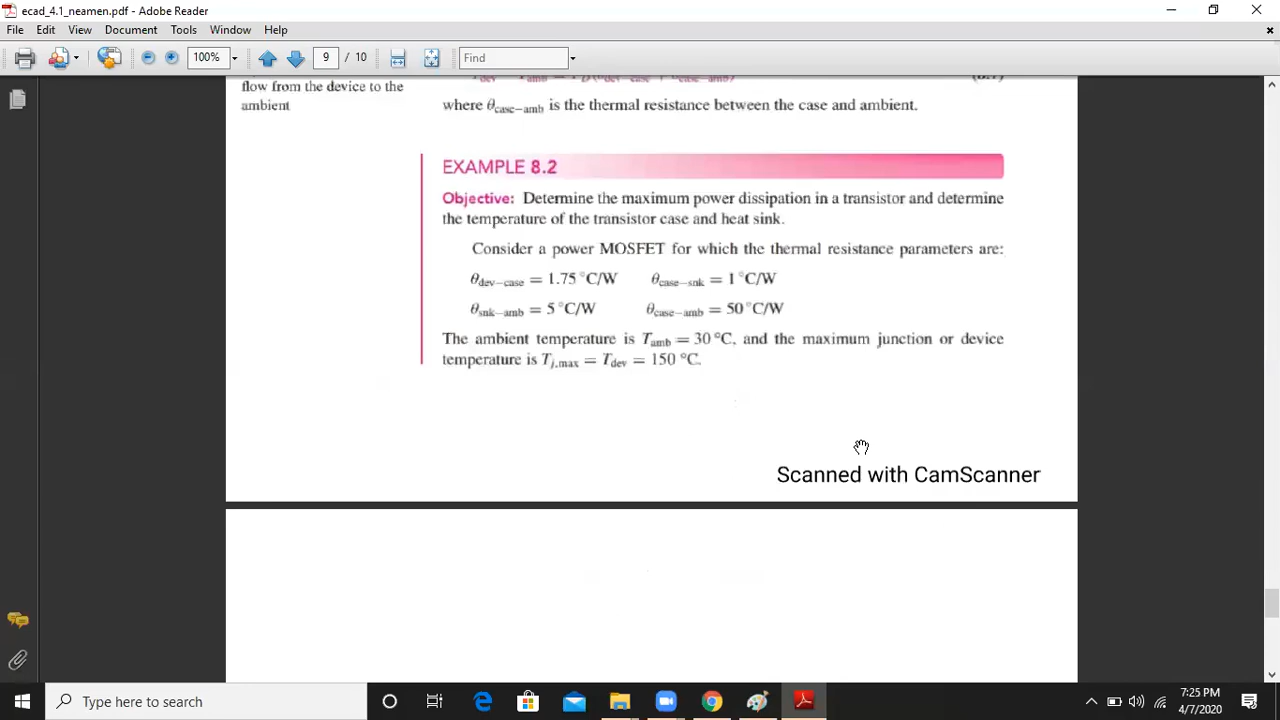 ecad_4.1_neamen.pdf - Adobe Reader
File Edit View Document Tools Window Help
100% 9 / 10 Find
flow from the device to the
ambient
where θcase−amb is the thermal resistance between the case and ambient.
EXAMPLE 8.2
Objective: Determine the maximum power dissipation in a transistor and determine
the temperature of the transistor case and heat sink.
Consider a power MOSFET for which the thermal resistance parameters are:
θdev−case = 1.75 °C/W θcase−snk = 1 °C/W
θsnk−amb = 5 °C/W θcase−amb = 50 °C/W
The ambient temperature is Tamb = 30 °C, and the maximum junction or device
temperature is Tj,max = Tdev = 150 °C.
Scanned with CamScanner
Type here to search
7:25 PM
4/7/2020